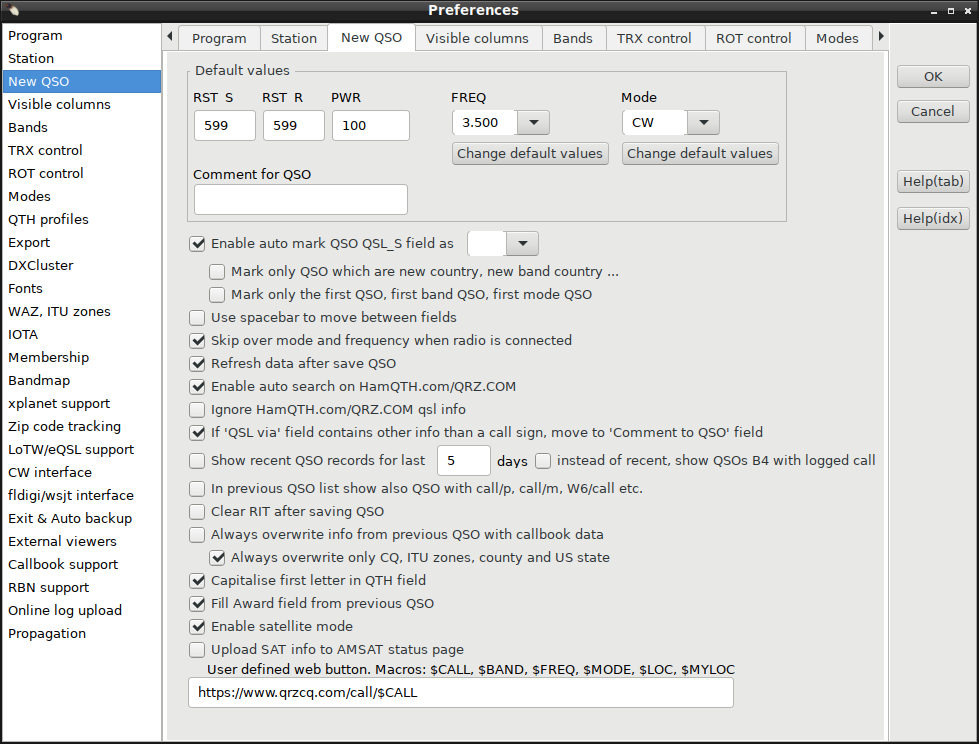 Preferences
Program
Station
New QSO
Visible columns
Bands
TRX control
ROT control
Modes
QTH profiles
Export
DXCluster
Fonts
WAZ, ITU zones
IOTA
Membership
Bandmap
xplanet support
Zip code tracking
LoTW/eQSL support
CW interface
fldigi/wsjt interface
Exit & Auto backup
External viewers
Callbook support
RBN support
Online log upload
Propagation
Program Station New QSO Visible columns Bands TRX control ROT control Modes
Default values
RST S RST R PWR FREQ Mode
599 599 100 3.500 CW
Change default values Change default values
Comment for QSO
Enable auto mark QSO QSL_S field as
Mark only QSO which are new country, new band country ...
Mark only the first QSO, first band QSO, first mode QSO
Use spacebar to move between fields
Skip over mode and frequency when radio is connected
Refresh data after save QSO
Enable auto search on HamQTH.com/QRZ.COM
Ignore HamQTH.com/QRZ.COM qsl info
If 'QSL via' field contains other info than a call sign, move to 'Comment to QSO' field
Show recent QSO records for last 5 days instead of recent, show QSOs B4 with logged call
In previous QSO list show also QSO with call/p, call/m, W6/call etc.
Clear RIT after saving QSO
Always overwrite info from previous QSO with callbook data
Always overwrite only CQ, ITU zones, county and US state
Capitalise first letter in QTH field
Fill Award field from previous QSO
Enable satellite mode
Upload SAT info to AMSAT status page
User defined web button. Macros: $CALL, $BAND, $FREQ, $MODE, $LOC, $MYLOC
https://www.qrzcq.com/call/$CALL
OK
Cancel
Help(tab)
Help(idx)